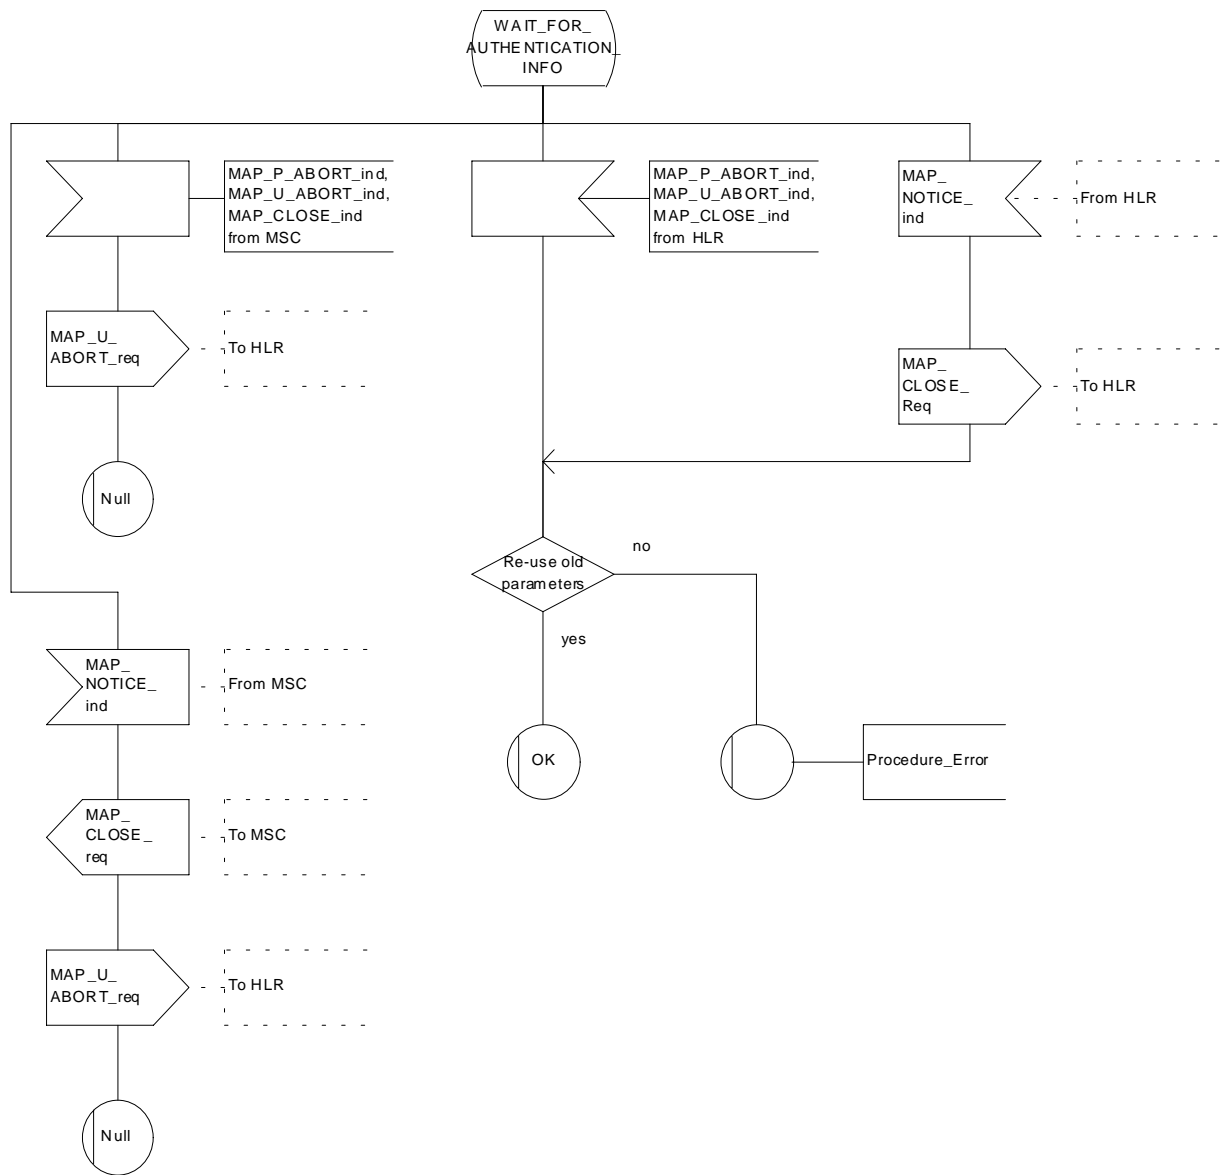 WAIT_FOR_
AUTHENTICATION_
INFO
MAP_P_ABORT_ind,
MAP_U_ABORT_ind,
MAP_CLOSE_ind
from MSC
MAP_P_ABORT_ind,
MAP_U_ABORT_ind,
MAP_CLOSE_ind
from HLR
MAP_
NOTICE_
ind
From HLR
MAP_U_
ABORT_req
To HLR
MAP_
CLOSE_
Req
To HLR
Null
Re-use old
parameters
no
yes
MAP_
NOTICE_
ind
From MSC
OK
Procedure_Error
MAP_
CLOSE_
req
To MSC
MAP_U_
ABORT_req
To HLR
Null